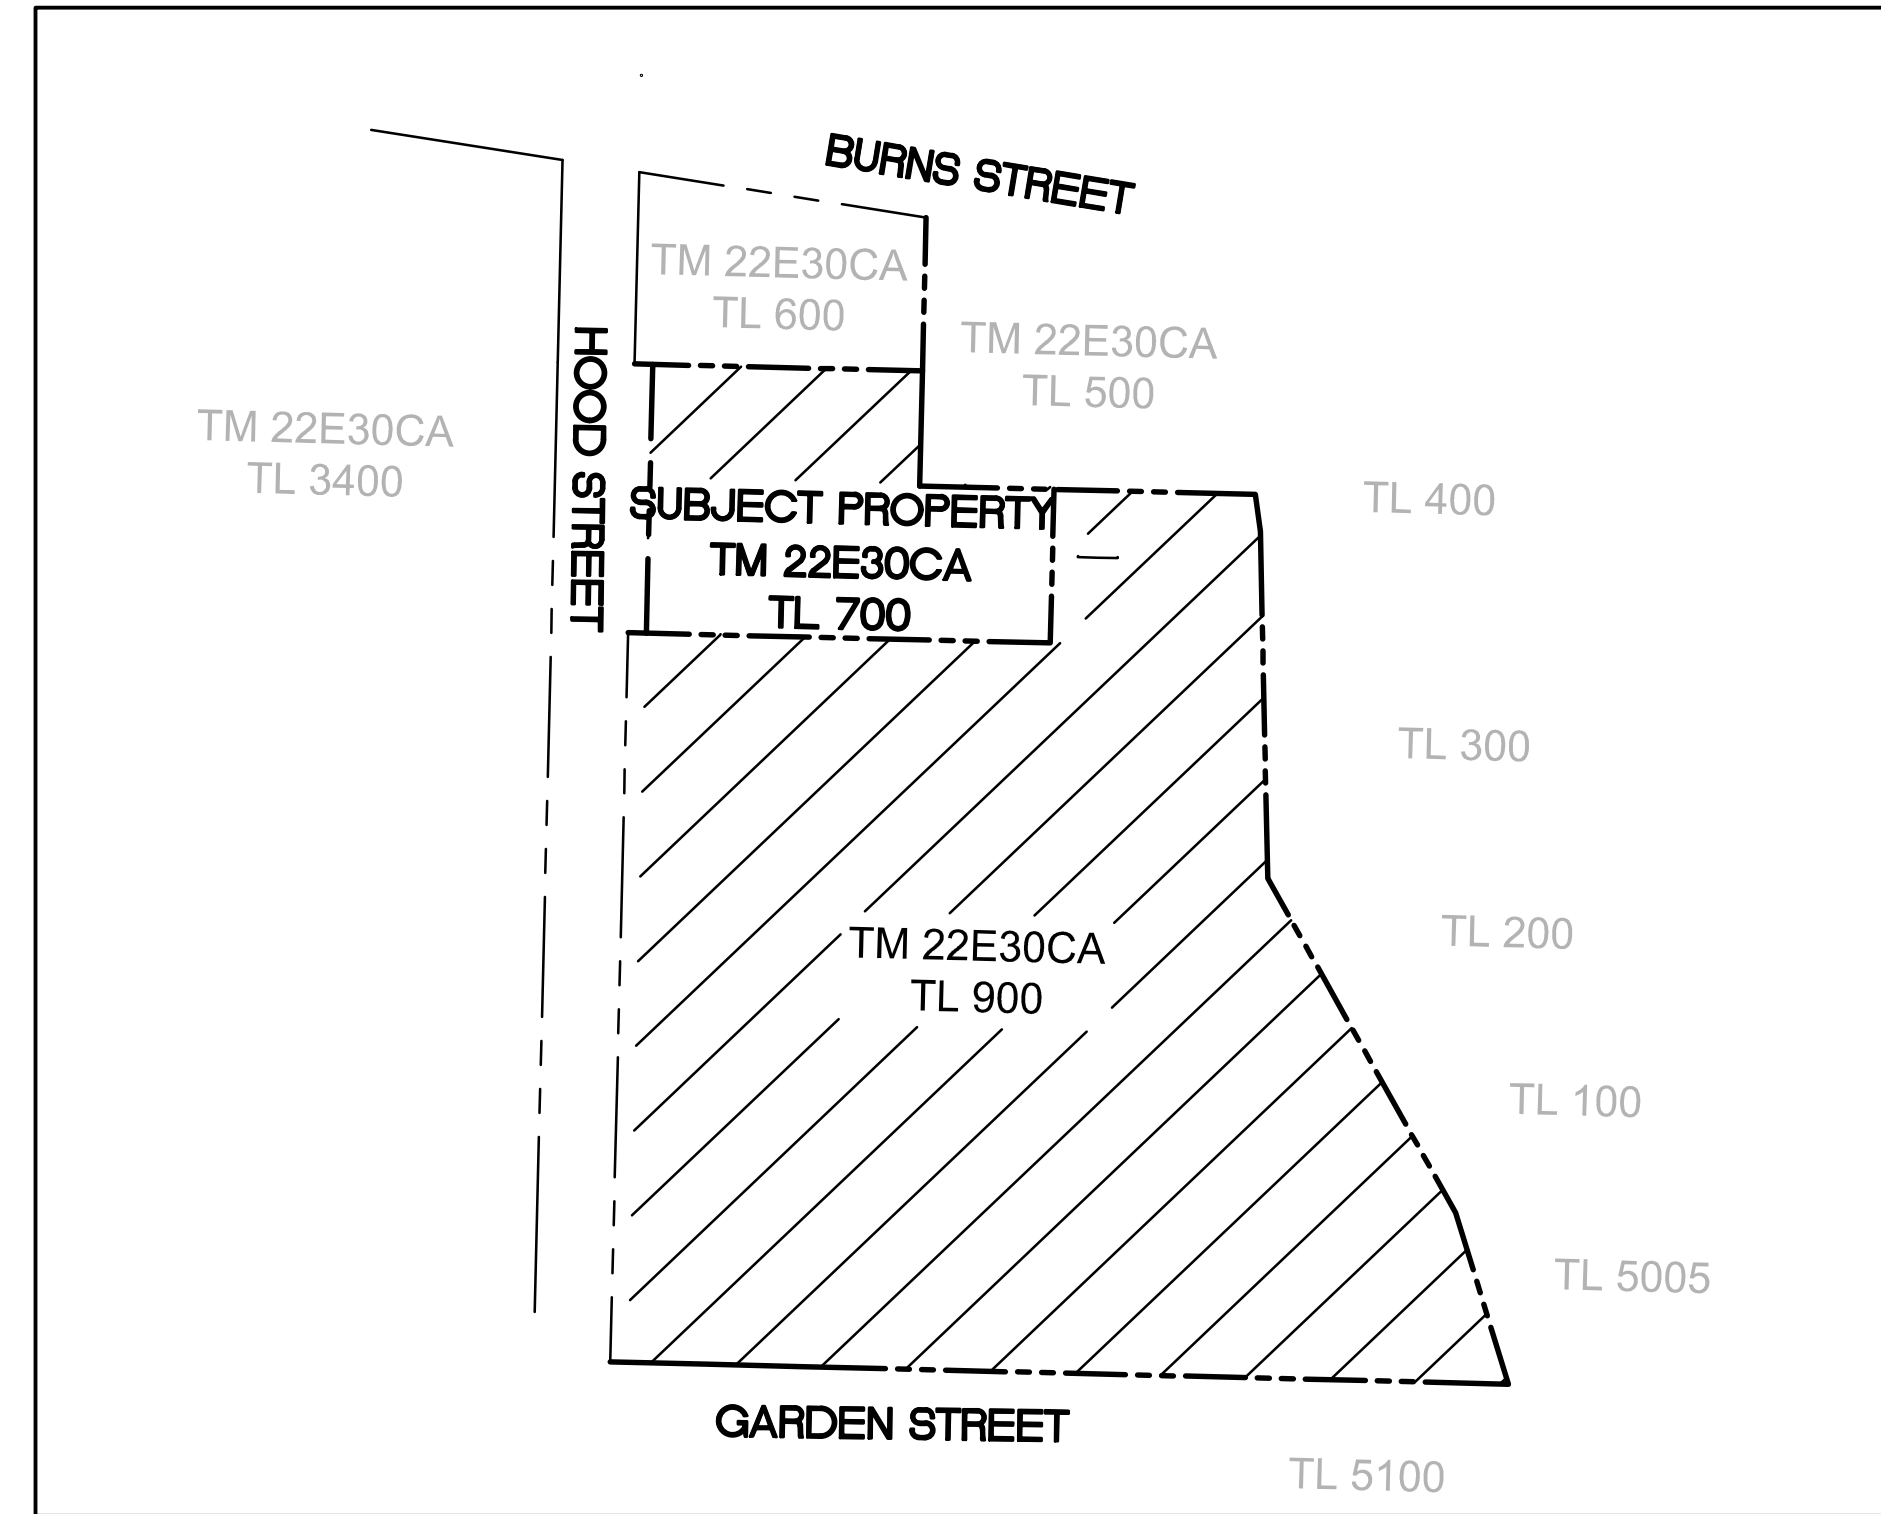 BURNS STREET
TM 22E30CA
TL 600
TM 22E30CA
TL 500
HOOD STREET
TM 22E30CA
TL 3400
TL 400
SUBJECT PROPERTY
TM 22E30CA
TL 700
TL 300
TL 200
TM 22E30CA
TL 900
TL 100
TL 5005
GARDEN STREET
TL 5100